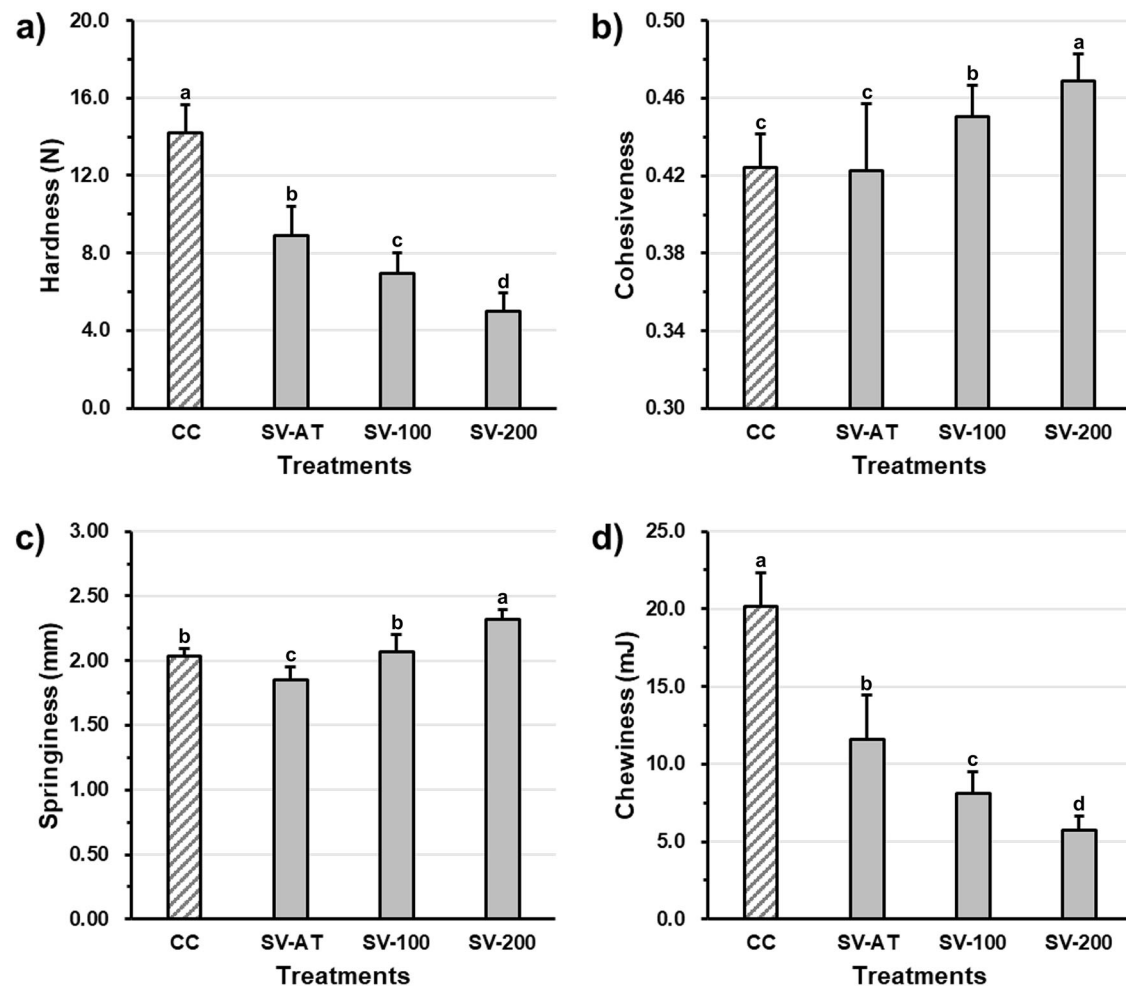 a)
Hardness (N)
20.0
16.0
12.0
8.0
4.0
0.0
a
b
c
d
CC SV-AT SV-100 SV-200
Treatments
b)
Cohesiveness
0.50
0.46
0.42
0.38
0.34
0.30
c
c
b
a
CC SV-AT SV-100 SV-200
Treatments
c)
Springiness (mm)
3.00
2.50
2.00
1.50
1.00
0.50
0.00
b
c
b
a
CC SV-AT SV-100 SV-200
Treatments
d)
Chewiness (mJ)
25.0
20.0
15.0
10.0
5.0
0.0
a
b
c
d
CC SV-AT SV-100 SV-200
Treatments